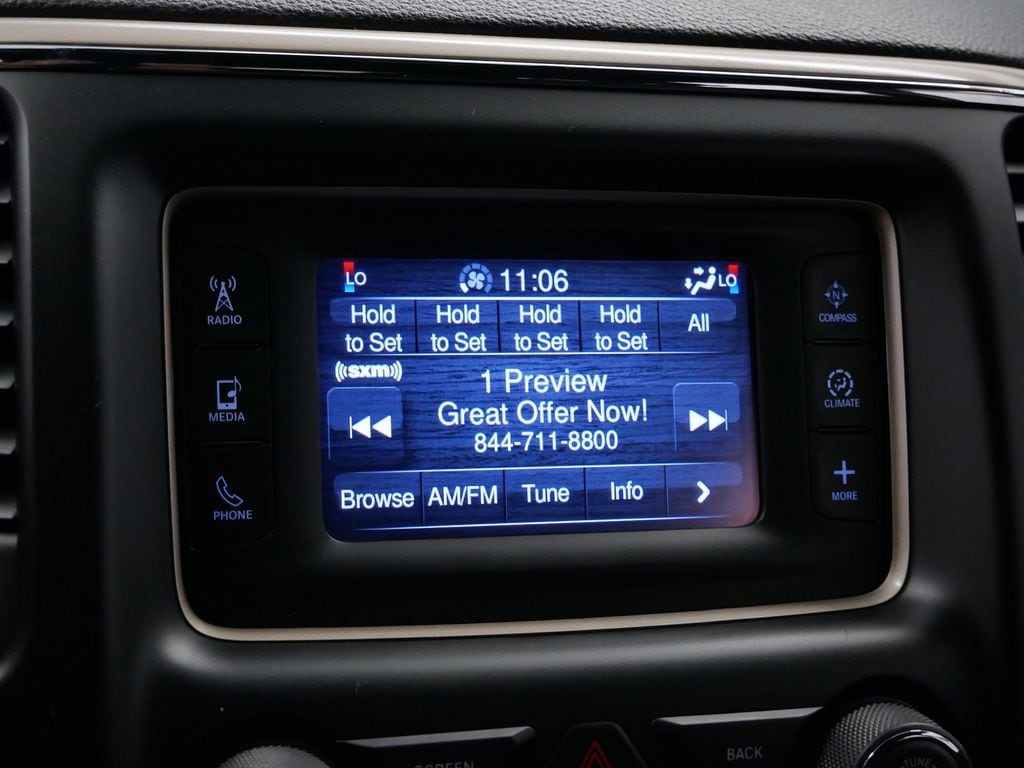 LO 11:06 LO
Hold to Set Hold to Set Hold to Set Hold to Set All
((sxm))
1 Preview
Great Offer Now!
844-711-8800
Browse AM/FM Tune Info
RADIO
MEDIA
PHONE
N
COMPASS
CLIMATE
MORE
SCREEN
BACK
TUNE